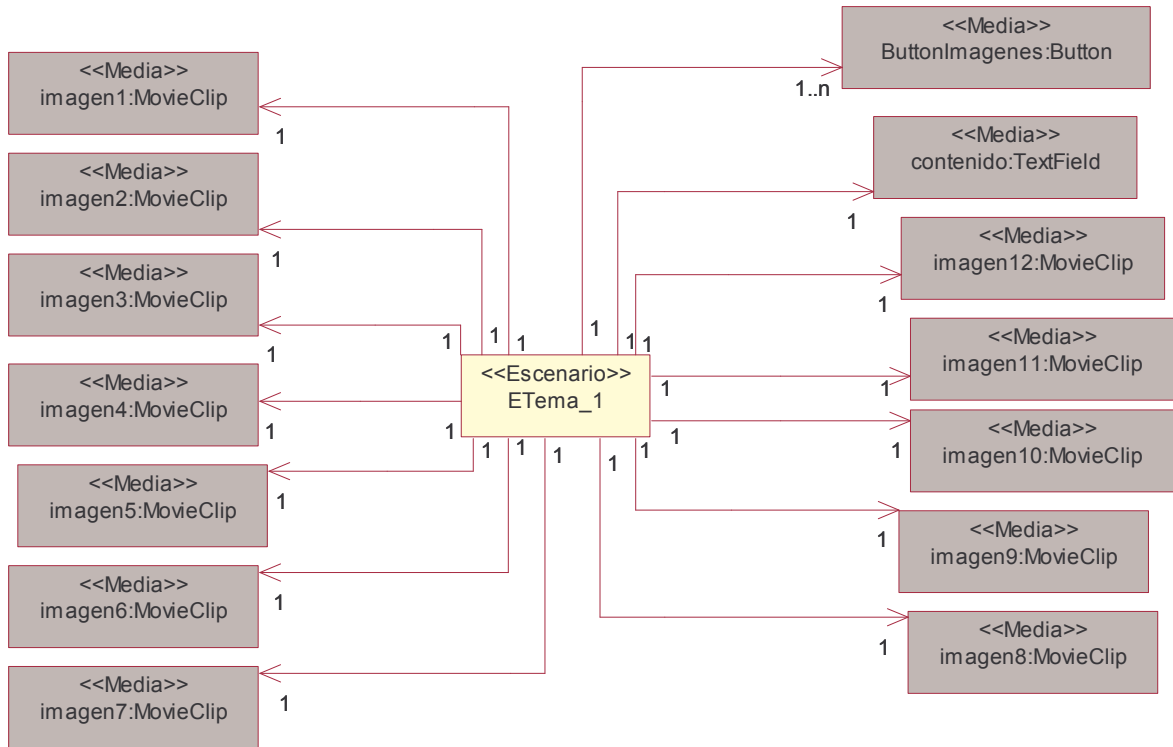 <<Media>>
imagen1:MovieClip
1
<<Media>>
imagen2:MovieClip
1
<<Media>>
imagen3:MovieClip
1
<<Media>>
imagen4:MovieClip
1
<<Media>>
imagen5:MovieClip
1
<<Media>>
imagen6:MovieClip
1
<<Media>>
imagen7:MovieClip
1
1
1
1
1
1
1
<<Escenario>>
ETema_1
1
1
1
1
1
1
1
1
<<Media>>
ButtonImagenes:Button
1..n
<<Media>>
contenido:TextField
1
<<Media>>
imagen12:MovieClip
1
<<Media>>
imagen11:MovieClip
1
<<Media>>
imagen10:MovieClip
1
<<Media>>
imagen9:MovieClip
1
<<Media>>
imagen8:MovieClip
1